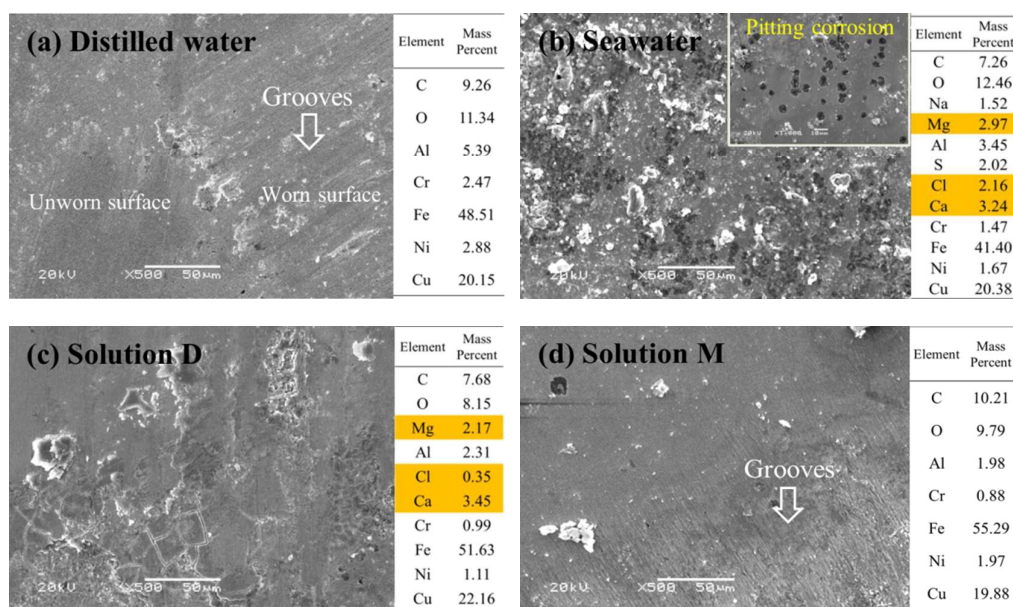 (a) Distilled water
Grooves
Unworn surface
Worn surface
20kV X500 50μm
Element Mass Percent
C 9.26
O 11.34
Al 5.39
Cr 2.47
Fe 48.51
Ni 2.88
Cu 20.15
(b) Seawater
Pitting corrosion
20kV X1,000 10μm
20kV X500 50μm
Element Mass Percent
C 7.26
O 12.46
Na 1.52
Mg 2.97
Al 3.45
S 2.02
Cl 2.16
Ca 3.24
Cr 1.47
Fe 41.40
Ni 1.67
Cu 20.38
(c) Solution D
20kV X500 50μm
Element Mass Percent
C 7.68
O 8.15
Mg 2.17
Al 2.31
Cl 0.35
Ca 3.45
Cr 0.99
Fe 51.63
Ni 1.11
Cu 22.16
(d) Solution M
Grooves
20kV X500 50μm
Element Mass Percent
C 10.21
O 9.79
Al 1.98
Cr 0.88
Fe 55.29
Ni 1.97
Cu 19.88